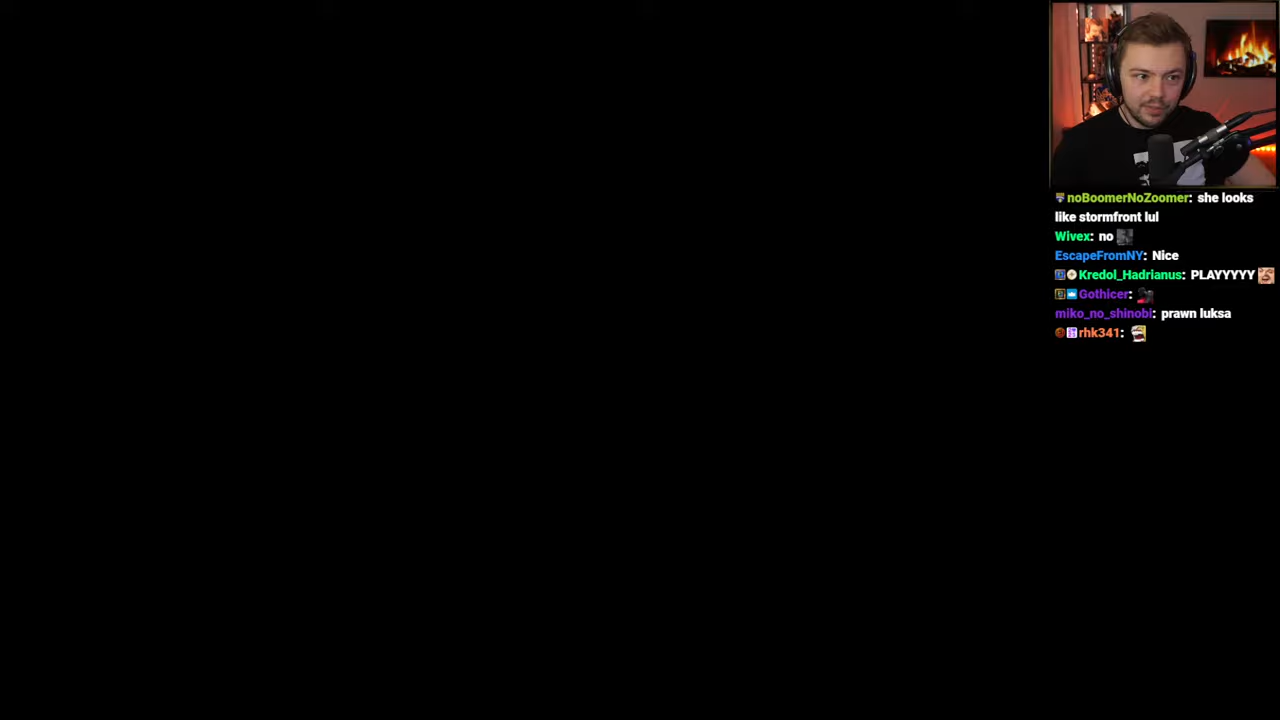 noBoomerNoZoomer: she looks
like stormfront lul
Wivex: no
EscapeFromNY: Nice
Kredol_Hadrianus: PLAYYYYY
Gothicer:
miko_no_shinobi: prawn luksa
rhk341: